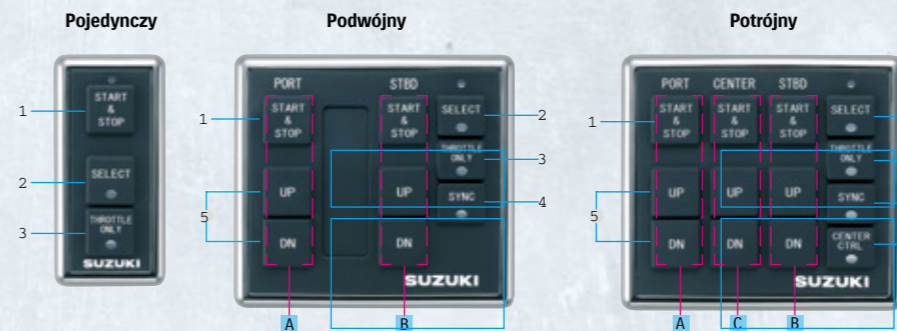 Pojedynczy
START
&
STOP
1
SELECT
2
THROTTLE
ONLY
3
SUZUKI
Podwójny
PORT STBD
START
&
STOP
START
&
STOP
SELECT
1
2
THROTTLE
ONLY
3
UP UP
SYNC
4
5
DN DN
SUZUKI
A B
Potrójny
PORT CENTER STBD
START
&
STOP
START
&
STOP
START
&
STOP
SELECT
1
THROTTLE
ONLY
UP UP UP
SYNC
5
DN DN DN
CENTER
CTRL
SUZUKI
A C B